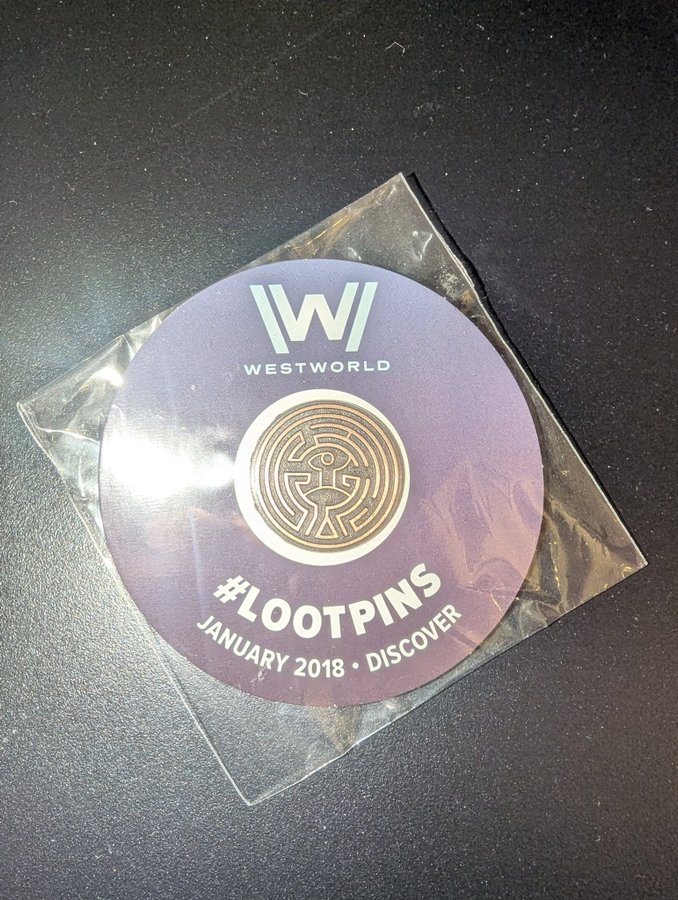 W
WESTWORLD
#LOOTPINS
JANUARY 2018 • DISCOVER